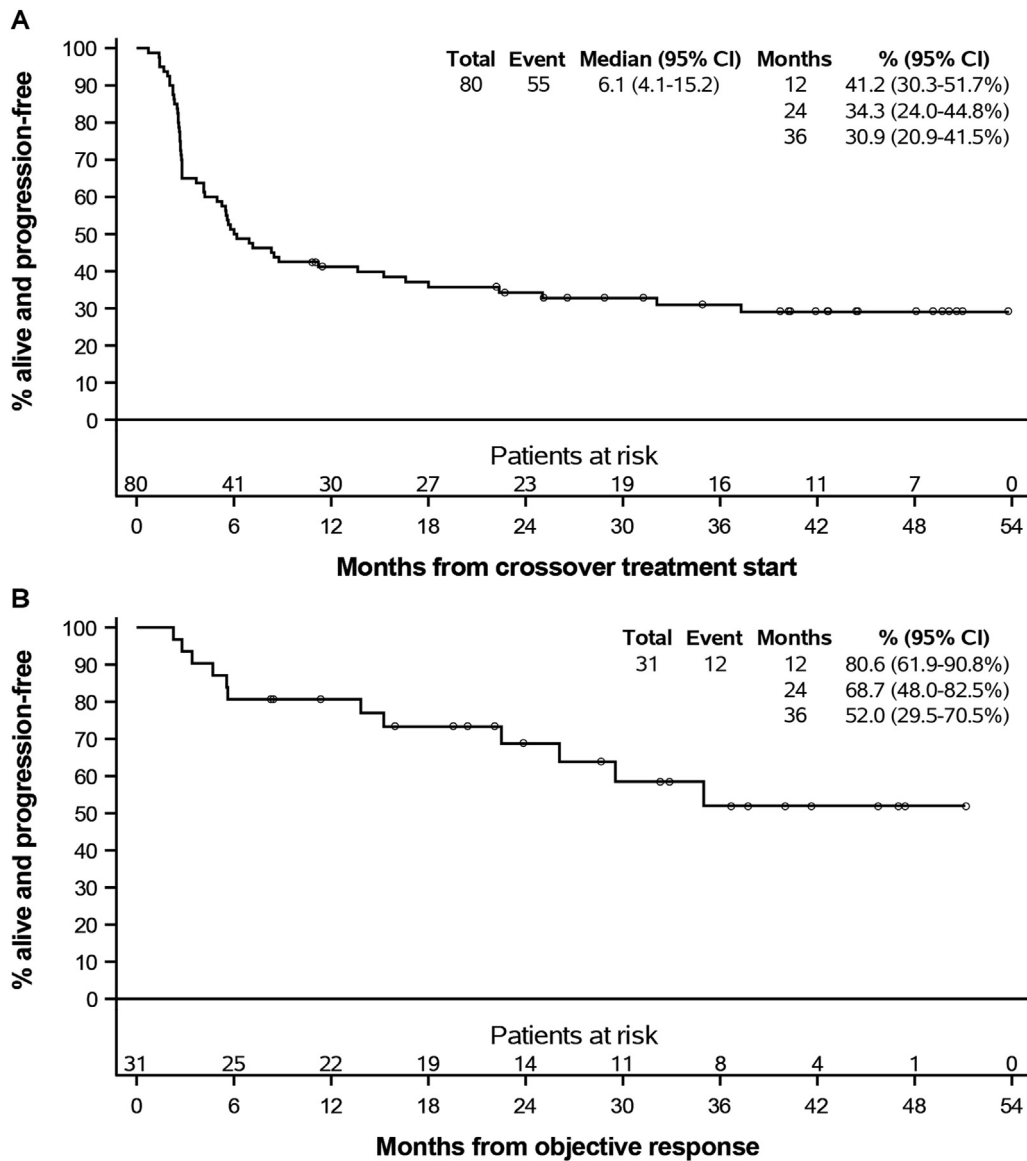 A
Total Event Median (95% CI) Months % (95% CI)
80 55 6.1 (4.1-15.2) 12 41.2 (30.3-51.7%)
24 34.3 (24.0-44.8%)
36 30.9 (20.9-41.5%)
100
90
80
70
60
50
40
30
20
10
0
% alive and progression-free
Patients at risk
80 41 30 27 23 19 16 11 7 0
0 6 12 18 24 30 36 42 48 54
Months from crossover treatment start
B
Total Event Months % (95% CI)
31 12 12 80.6 (61.9-90.8%)
24 68.7 (48.0-82.5%)
36 52.0 (29.5-70.5%)
100
90
80
70
60
50
40
30
20
10
0
% alive and progression-free
Patients at risk
31 25 22 19 14 11 8 4 1 0
0 6 12 18 24 30 36 42 48 54
Months from objective response